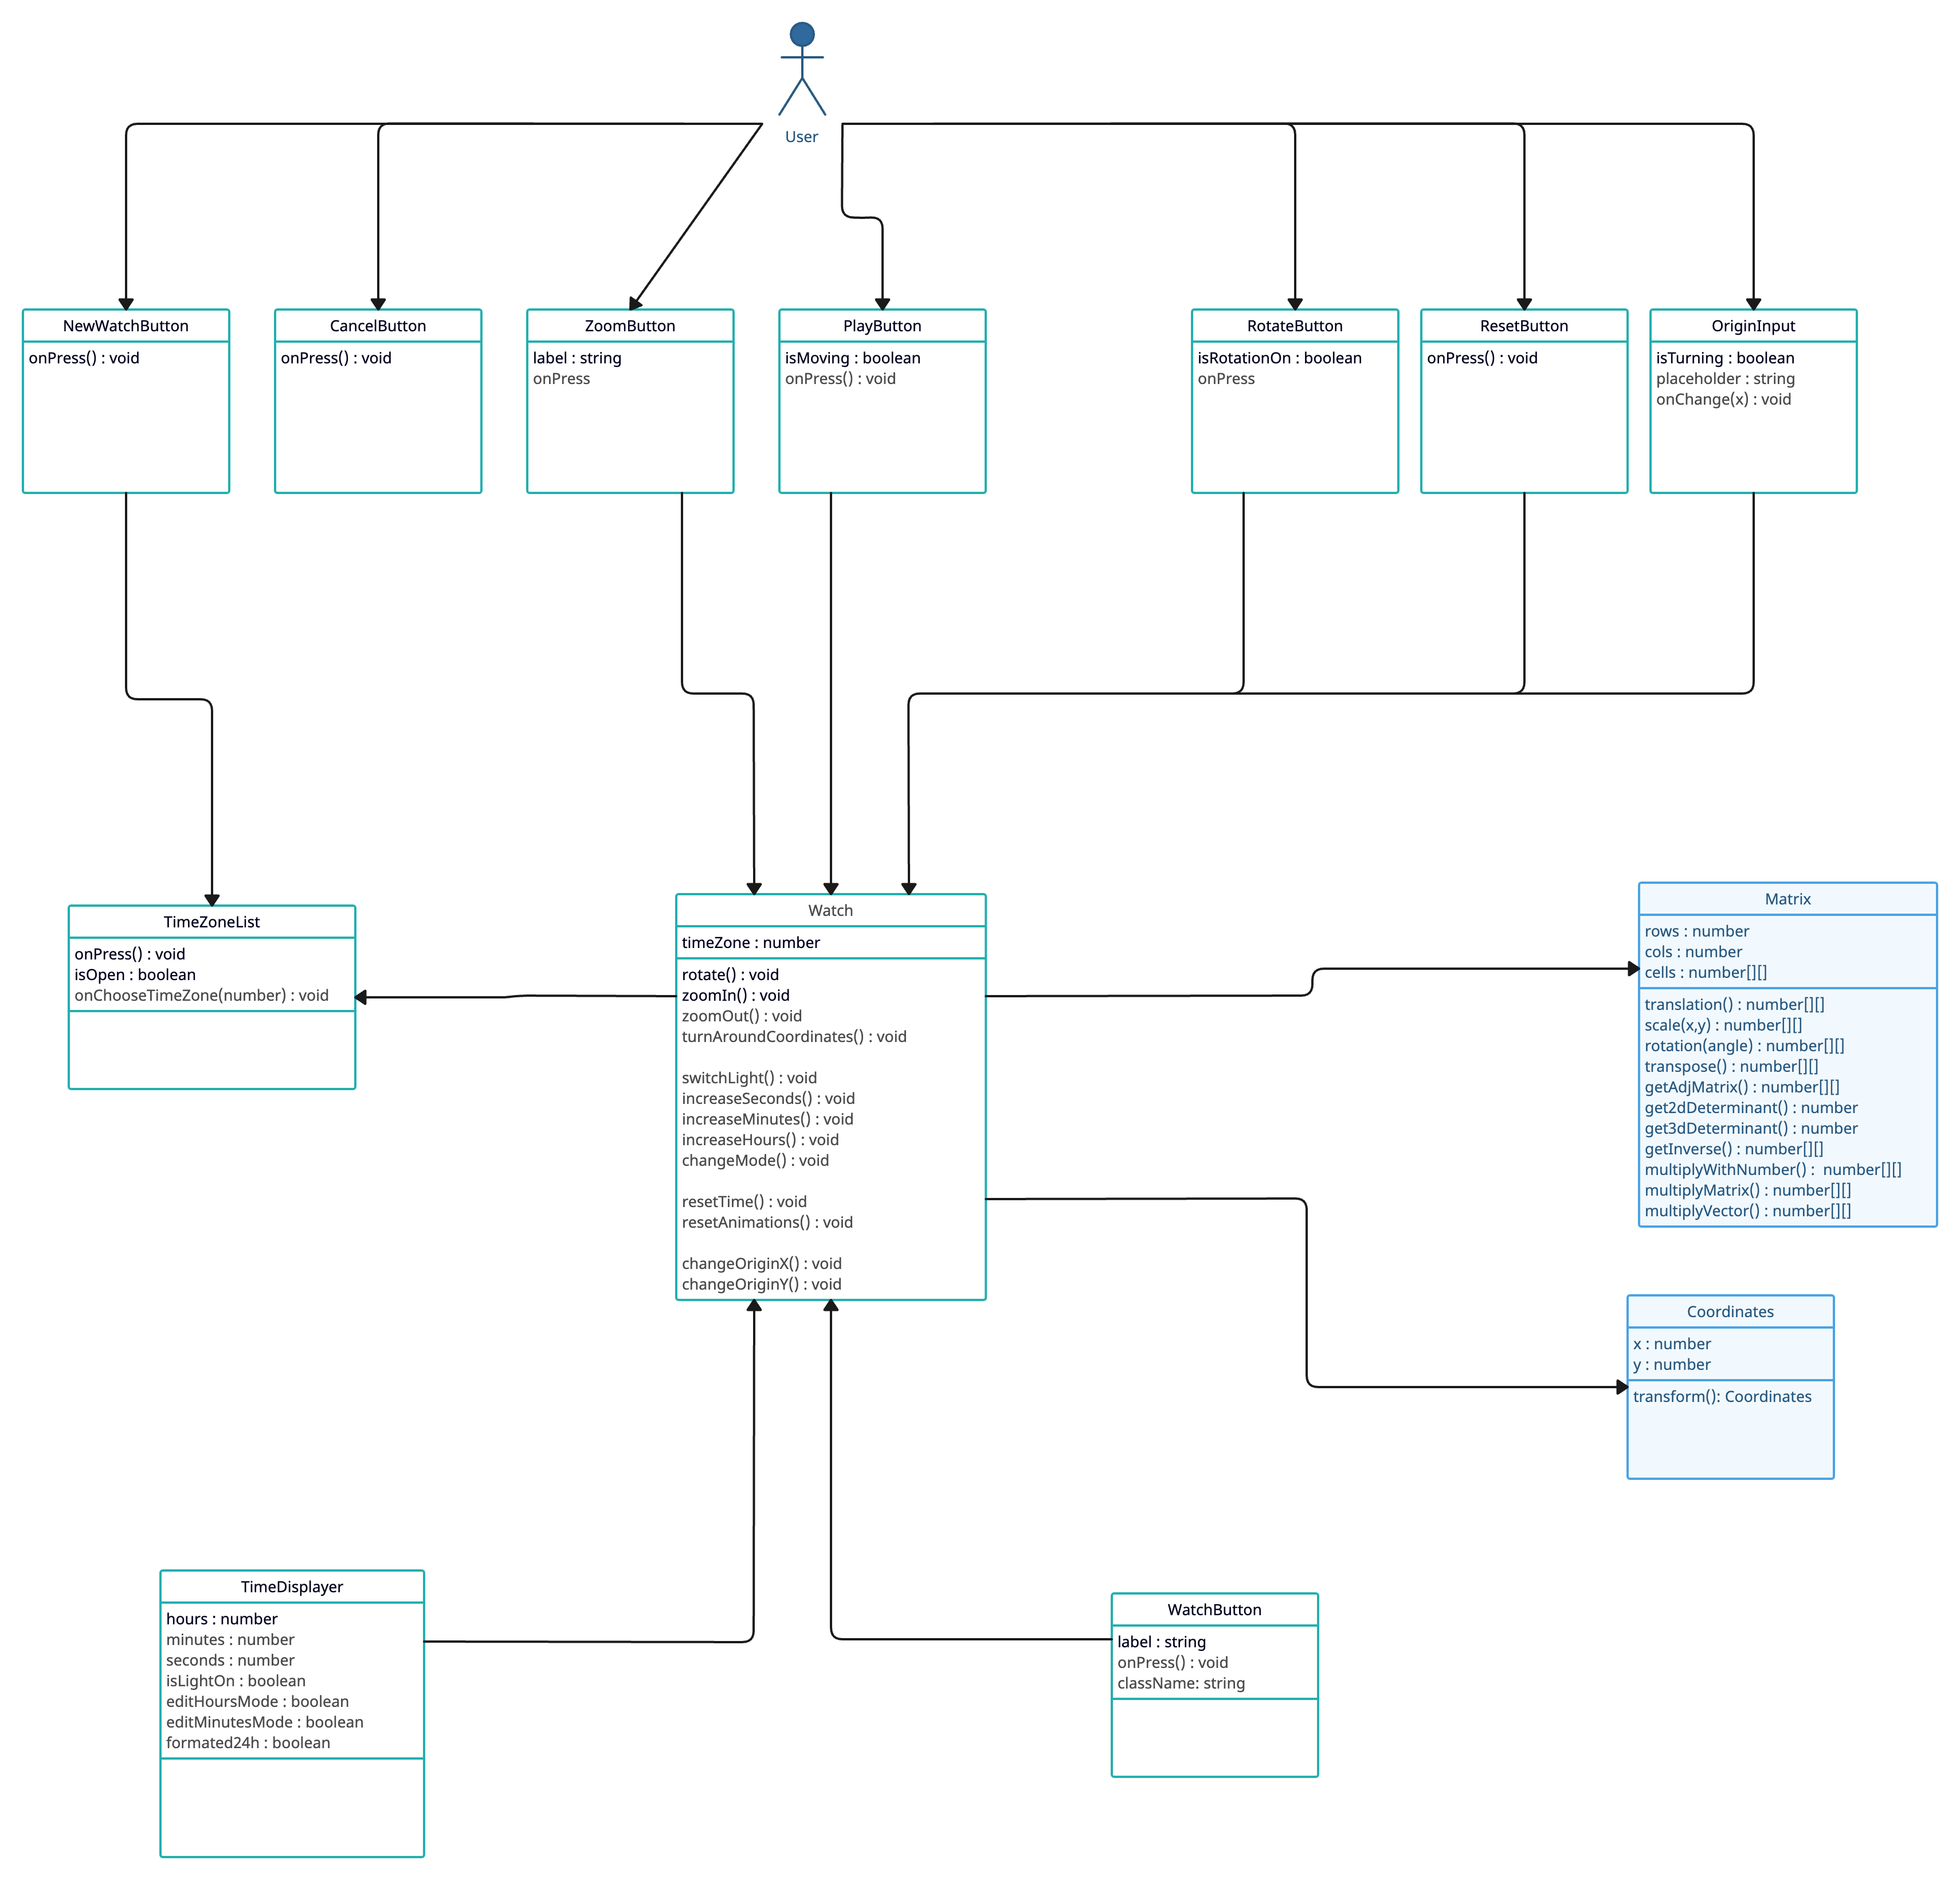 User
NewWatchButton
onPress() : void
CancelButton
onPress() : void
ZoomButton
label : string
onPress
PlayButton
isMoving : boolean
onPress() : void
RotateButton
isRotationOn : boolean
onPress
ResetButton
onPress() : void
OriginInput
isTurning : boolean
placeholder : string
onChange(x) : void
TimeZoneList
onPress() : void
isOpen : boolean
onChooseTimeZone(number) : void
Watch
timeZone : number
rotate() : void
zoomIn() : void
zoomOut() : void
turnAroundCoordinates() : void
switchLight() : void
increaseSeconds() : void
increaseMinutes() : void
increaseHours() : void
changeMode() : void
resetTime() : void
resetAnimations() : void
changeOriginX() : void
changeOriginY() : void
Matrix
rows : number
cols : number
cells : number[][]
translation() : number[][]
scale(x,y) : number[][]
rotation(angle) : number[][]
transpose() : number[][]
getAdjMatrix() : number[][]
get2dDeterminant() : number
get3dDeterminant() : number
getInverse() : number[][]
multiplyWithNumber() :  number[][]
multiplyMatrix() : number[][]
multiplyVector() : number[][]
Coordinates
x : number
y : number
transform(): Coordinates
TimeDisplayer
hours : number
minutes : number
seconds : number
isLightOn : boolean
editHoursMode : boolean
editMinutesMode : boolean
formated24h : boolean
WatchButton
label : string
onPress() : void
className: string